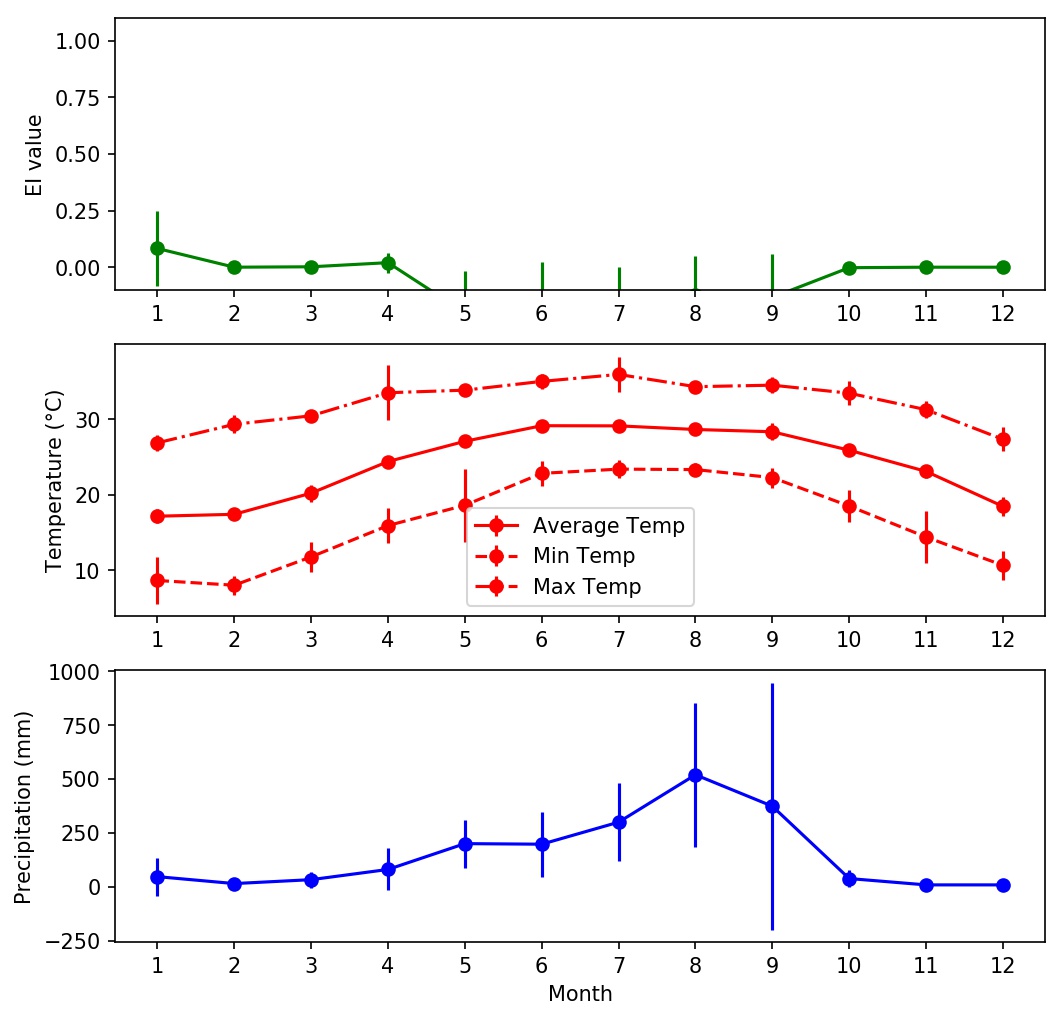 EI value
1.00
0.75
0.50
0.25
0.00
1 2 3 4 5 6 7 8 9 10 11 12
Temperature (°C)
30
20
10
Average Temp
Min Temp
Max Temp
1 2 3 4 5 6 7 8 9 10 11 12
Precipitation (mm)
1000
750
500
250
0
−250
1 2 3 4 5 6 7 8 9 10 11 12
Month